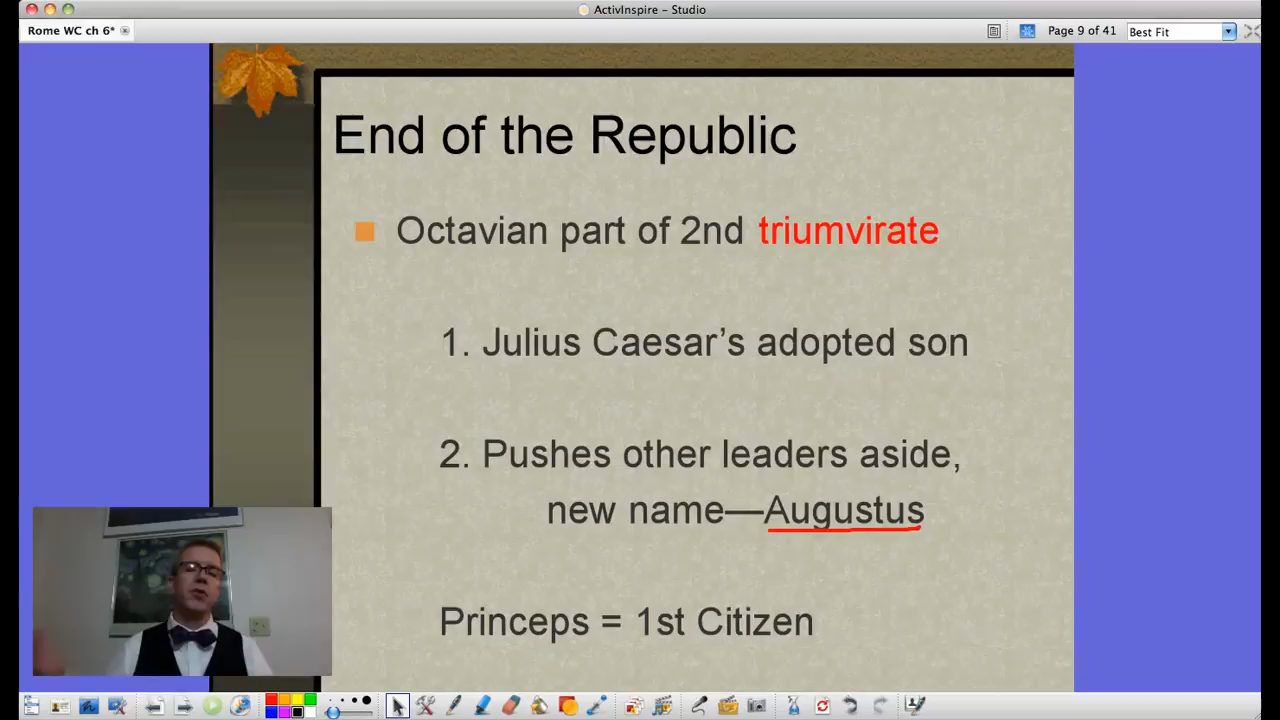 ActivInspire – Studio
Rome WC ch 6*
Page 9 of 41
Best Fit
End of the Republic
Octavian part of 2nd triumvirate
1. Julius Caesar’s adopted son
2. Pushes other leaders aside,
new name—Augustus
Princeps = 1st Citizen